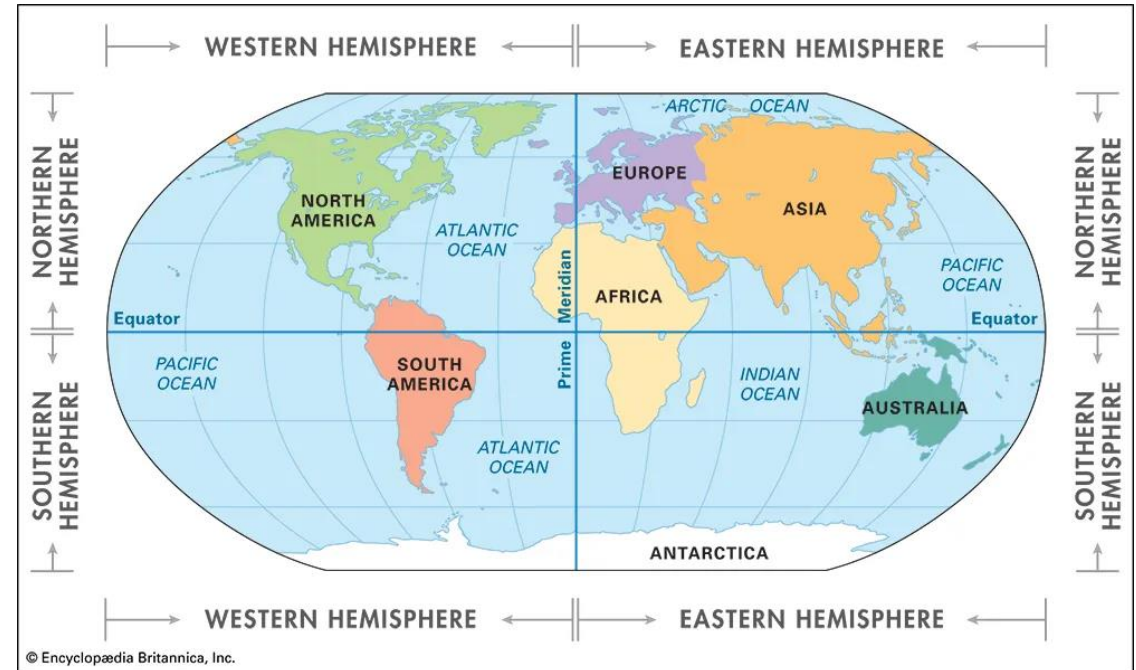 WESTERN HEMISPHERE
EASTERN HEMISPHERE
NORTHERN
HEMISPHERE
NORTHERN
HEMISPHERE
SOUTHERN
HEMISPHERE
SOUTHERN
HEMISPHERE
ARCTIC OCEAN
EUROPE
NORTH
AMERICA
ASIA
ATLANTIC
OCEAN
PACIFIC
OCEAN
AFRICA
Prime Meridian
Equator
Equator
PACIFIC
OCEAN
SOUTH
AMERICA
INDIAN
OCEAN
AUSTRALIA
ATLANTIC
OCEAN
ANTARCTICA
WESTERN HEMISPHERE
EASTERN HEMISPHERE
© Encyclopædia Britannica, Inc.